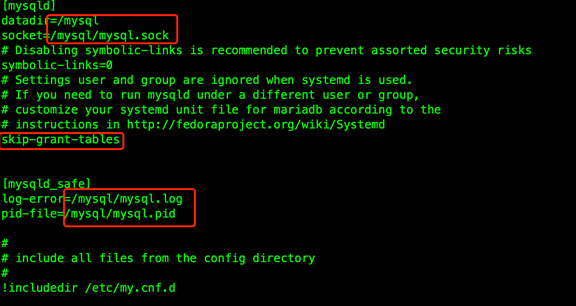 [mysqld]
datadir=/mysql
socket=/mysql/mysql.sock
# Disabling symbolic-links is recommended to prevent assorted security risks
symbolic-links=0
# Settings user and group are ignored when systemd is used.
# If you need to run mysqld under a different user or group,
# customize your systemd unit file for mariadb according to the
# instructions in http://fedoraproject.org/wiki/Systemd
skip-grant-tables
[mysqld_safe]
log-error=/mysql/mysql.log
pid-file=/mysql/mysql.pid
#
# include all files from the config directory
#
!includedir /etc/my.cnf.d